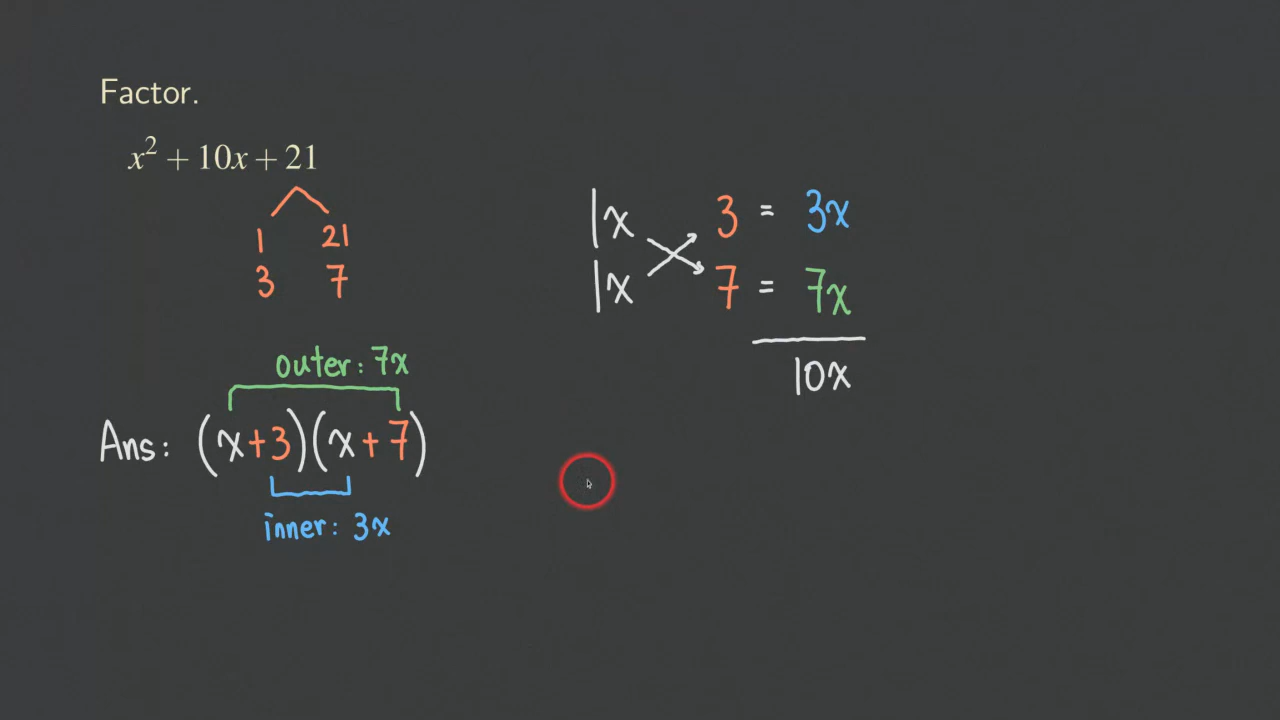 Factor.
x² + 10x + 21
1 21
3 7
1x 3 = 3x
1x 7 = 7x
10x
outer: 7x
Ans: (x+3)(x+7)
inner: 3x